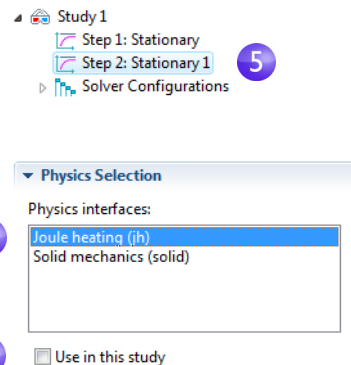 Study 1
Step 1: Stationary
Step 2: Stationary 1
5
Solver Configurations
Physics Selection
Physics interfaces:
Joule heating (jh)
Solid mechanics (solid)
Use in this study